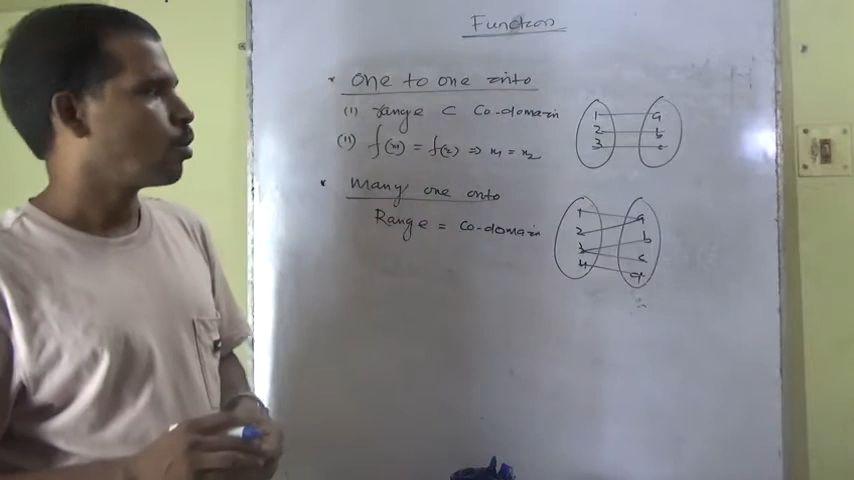 Function
* One to one into
(i) range ⊂ Co-domain
(ii) f(x1) = f(x2) ⇒ x1 = x2
1 a
2 b
3 c
* Many one onto
Range = co-domain
1 a
2 b
3 c
4 d